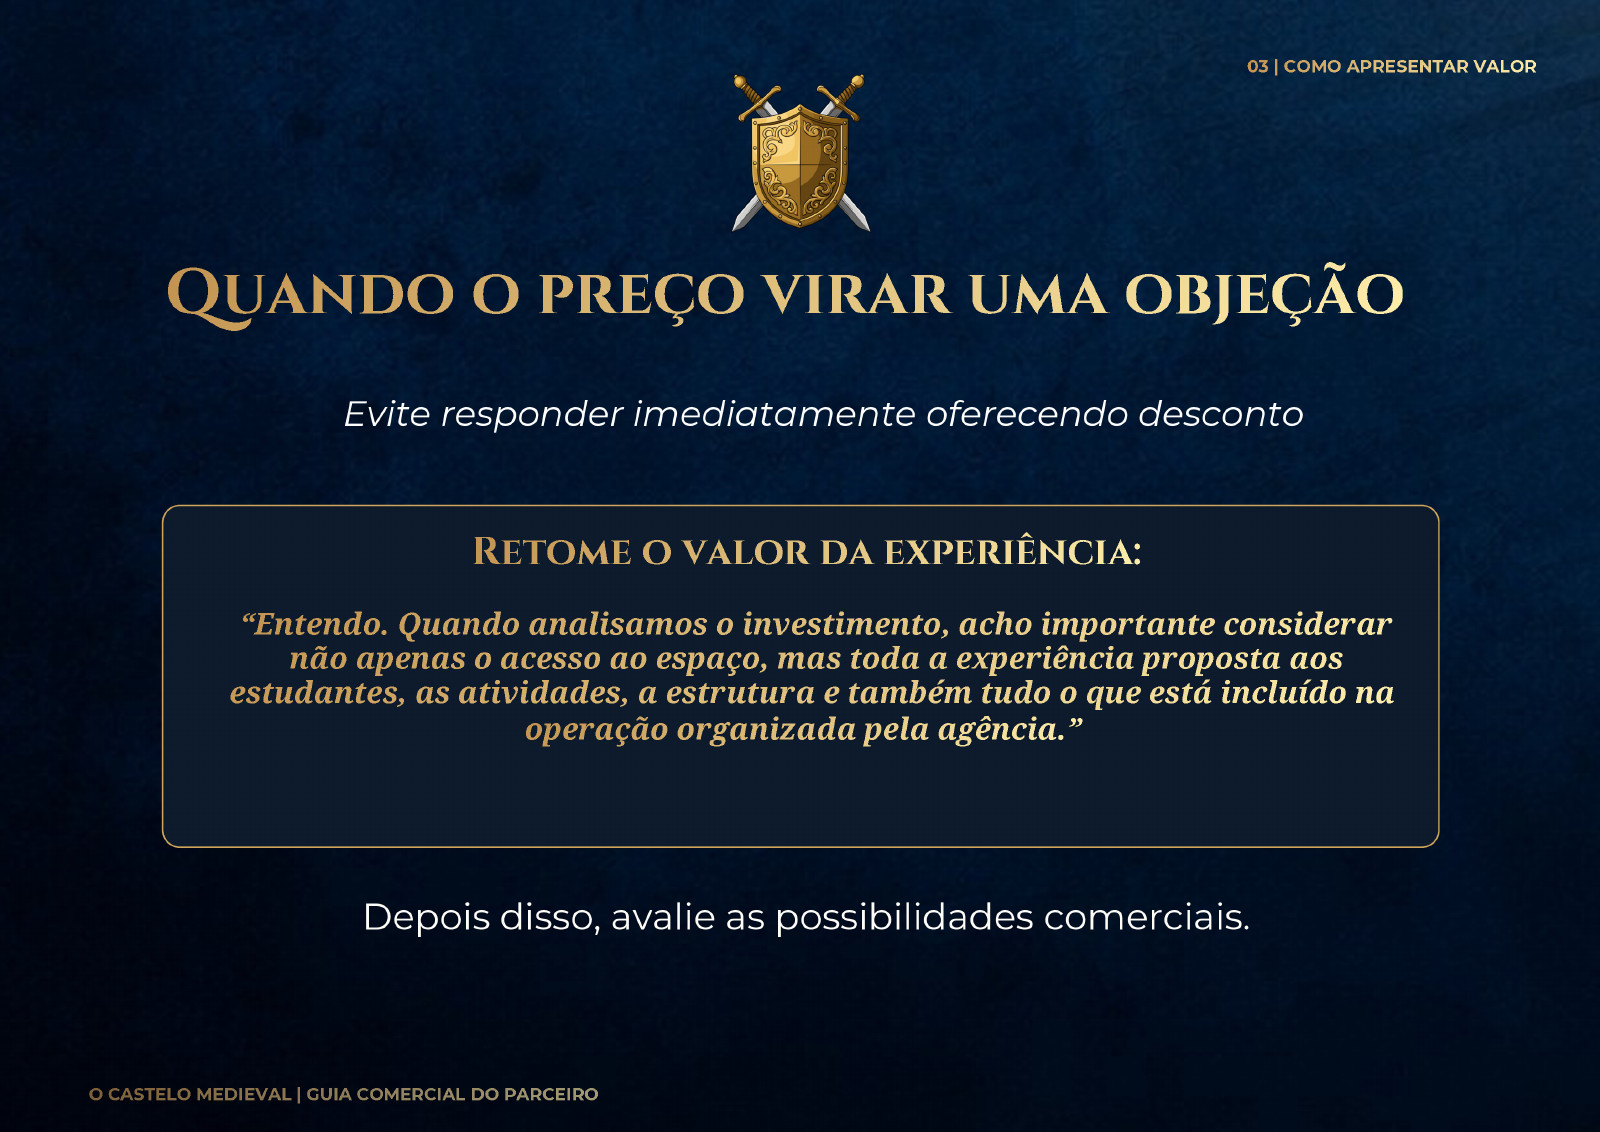 03 | COMO APRESENTAR VALOR
Quando o preço virar uma objeção
Evite responder imediatamente oferecendo desconto
Retome o valor da experiência:
“Entendo. Quando analisamos o investimento, acho importante considerar
não apenas o acesso ao espaço, mas toda a experiência proposta aos
estudantes, as atividades, a estrutura e também tudo o que está incluído na
operação organizada pela agência.”
Depois disso, avalie as possibilidades comerciais.
O CASTELO MEDIEVAL | GUIA COMERCIAL DO PARCEIRO